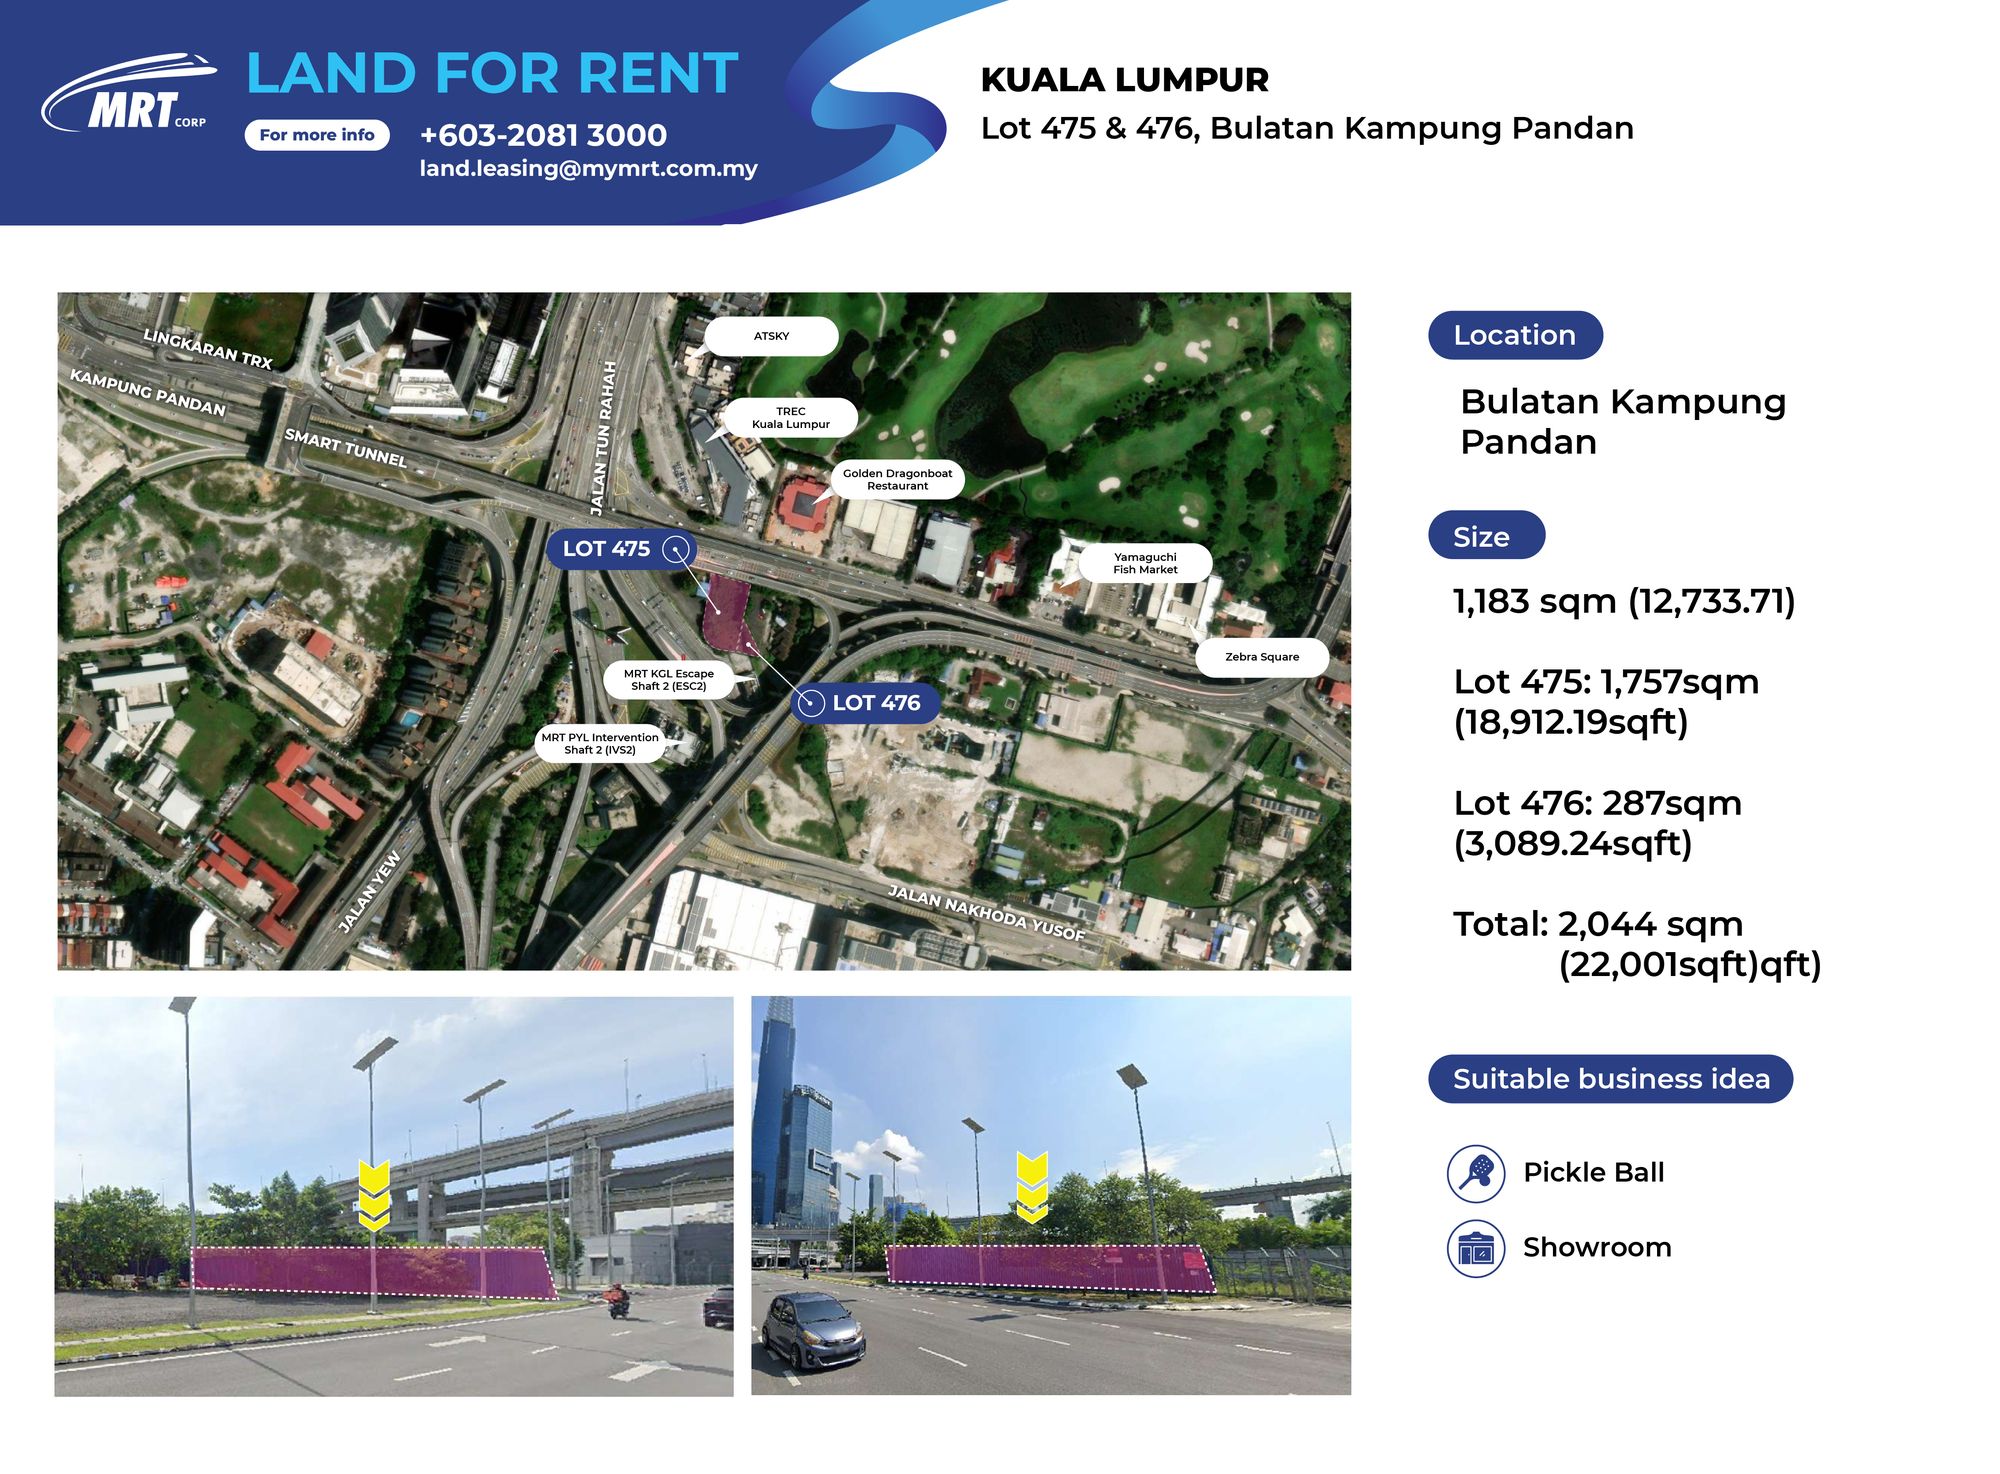 MRT CORP
LAND FOR RENT
For more info
+603-2081 3000
land.leasing@mymrt.com.my
KUALA LUMPUR
Lot 475 & 476, Bulatan Kampung Pandan
LINGKARAN TRX
KAMPUNG PANDAN
SMART TUNNEL
JALAN TUN RAHAH
ATSKY
TREC
Kuala Lumpur
Golden Dragonboat
Restaurant
LOT 475
Yamaguchi
Fish Market
Zebra Square
MRT KGL Escape
Shaft 2 (ESC2)
LOT 476
MRT PYL Intervention
Shaft 2 (IVS2)
JALAN YEW
JALAN NAKHODA YUSOF
Location
Bulatan Kampung
Pandan
Size
1,183 sqm (12,733.71)
Lot 475: 1,757sqm
(18,912.19sqft)
Lot 476: 287sqm
(3,089.24sqft)
Total: 2,044 sqm
(22,001sqft)qft)
Suitable business idea
Pickle Ball
Showroom